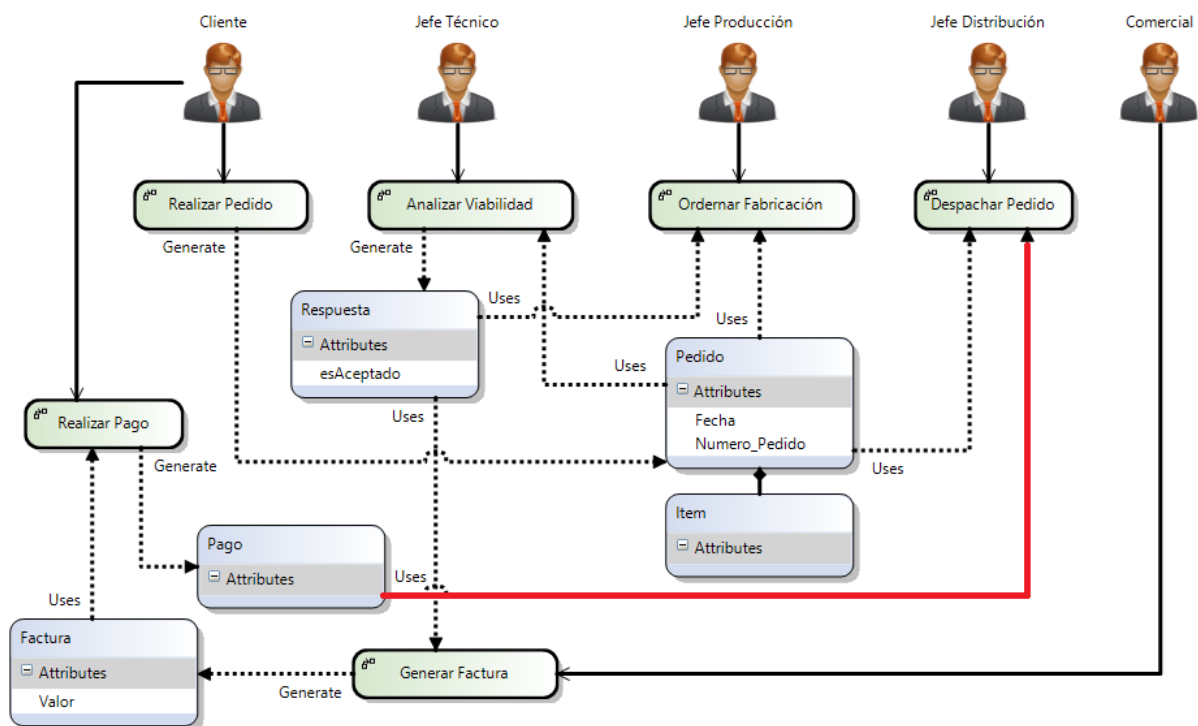 Cliente
Jefe Técnico
Jefe Producción
Jefe Distribución
Comercial
Realizar Pedido
Analizar Viabilidad
Ordernar Fabricación
Despachar Pedido
Generate
Generate
Respuesta
Attributes
esAceptado
Uses
Uses
Uses
Pedido
Attributes
Fecha
Numero_Pedido
Uses
Realizar Pago
Uses
Generate
Item
Attributes
Pago
Attributes
Uses
Uses
Factura
Attributes
Valor
Generar Factura
Generate